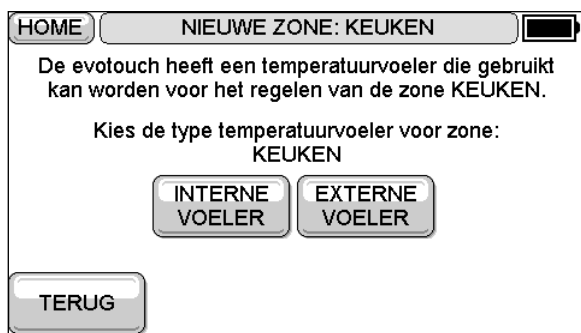 HOME NIEUWE ZONE: KEUKEN
De evotouch heeft een temperatuurvoeler die gebruikt
kan worden voor het regelen van de zone KEUKEN.
Kies de type temperatuurvoeler voor zone:
KEUKEN
INTERNE
VOELER
EXTERNE
VOELER
TERUG